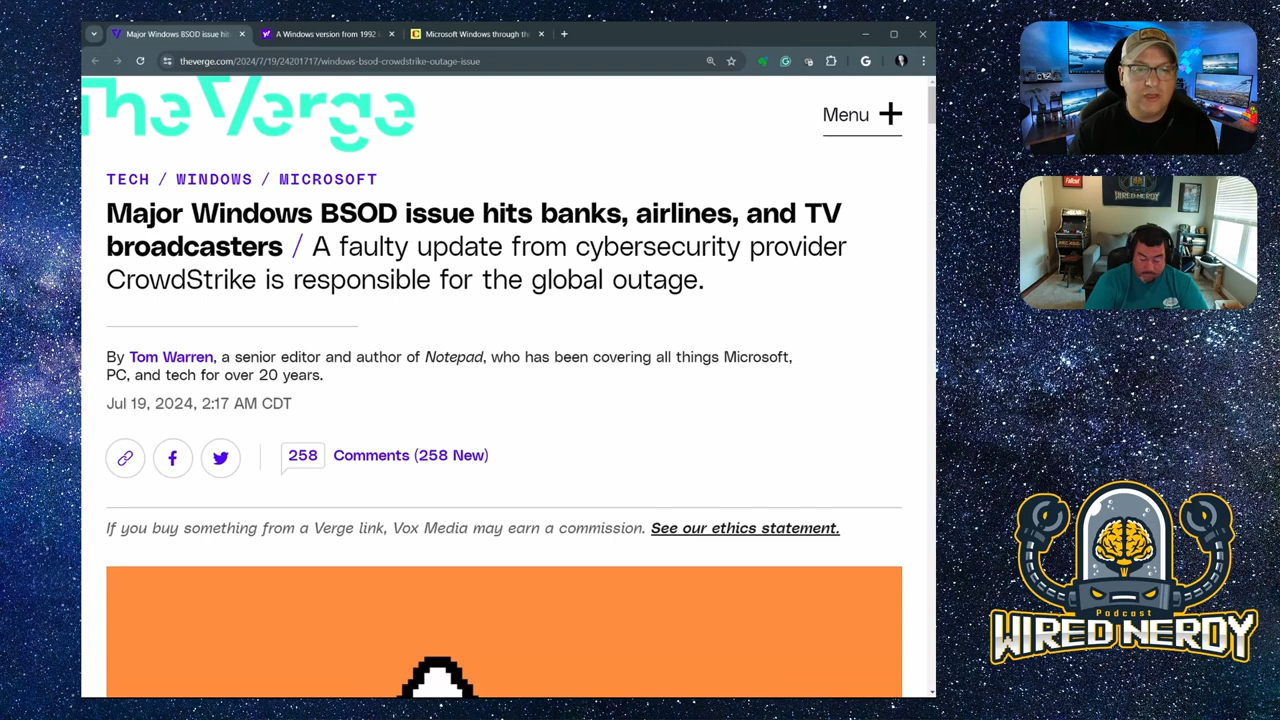 Major Windows BSOD issue hit
A Windows version from 1992
Microsoft Windows through th
theverge.com/2024/7/19/24201717/windows-bsod-crowdstrike-outage-issue
The Verge
Menu
TECH / WINDOWS / MICROSOFT
Major Windows BSOD issue hits banks, airlines, and TV
broadcasters / A faulty update from cybersecurity provider
CrowdStrike is responsible for the global outage.
By Tom Warren, a senior editor and author of Notepad, who has been covering all things Microsoft,
PC, and tech for over 20 years.
Jul 19, 2024, 2:17 AM CDT
258 Comments (258 New)
If you buy something from a Verge link, Vox Media may earn a commission. See our ethics statement.
Podcast
WIRED NERDY